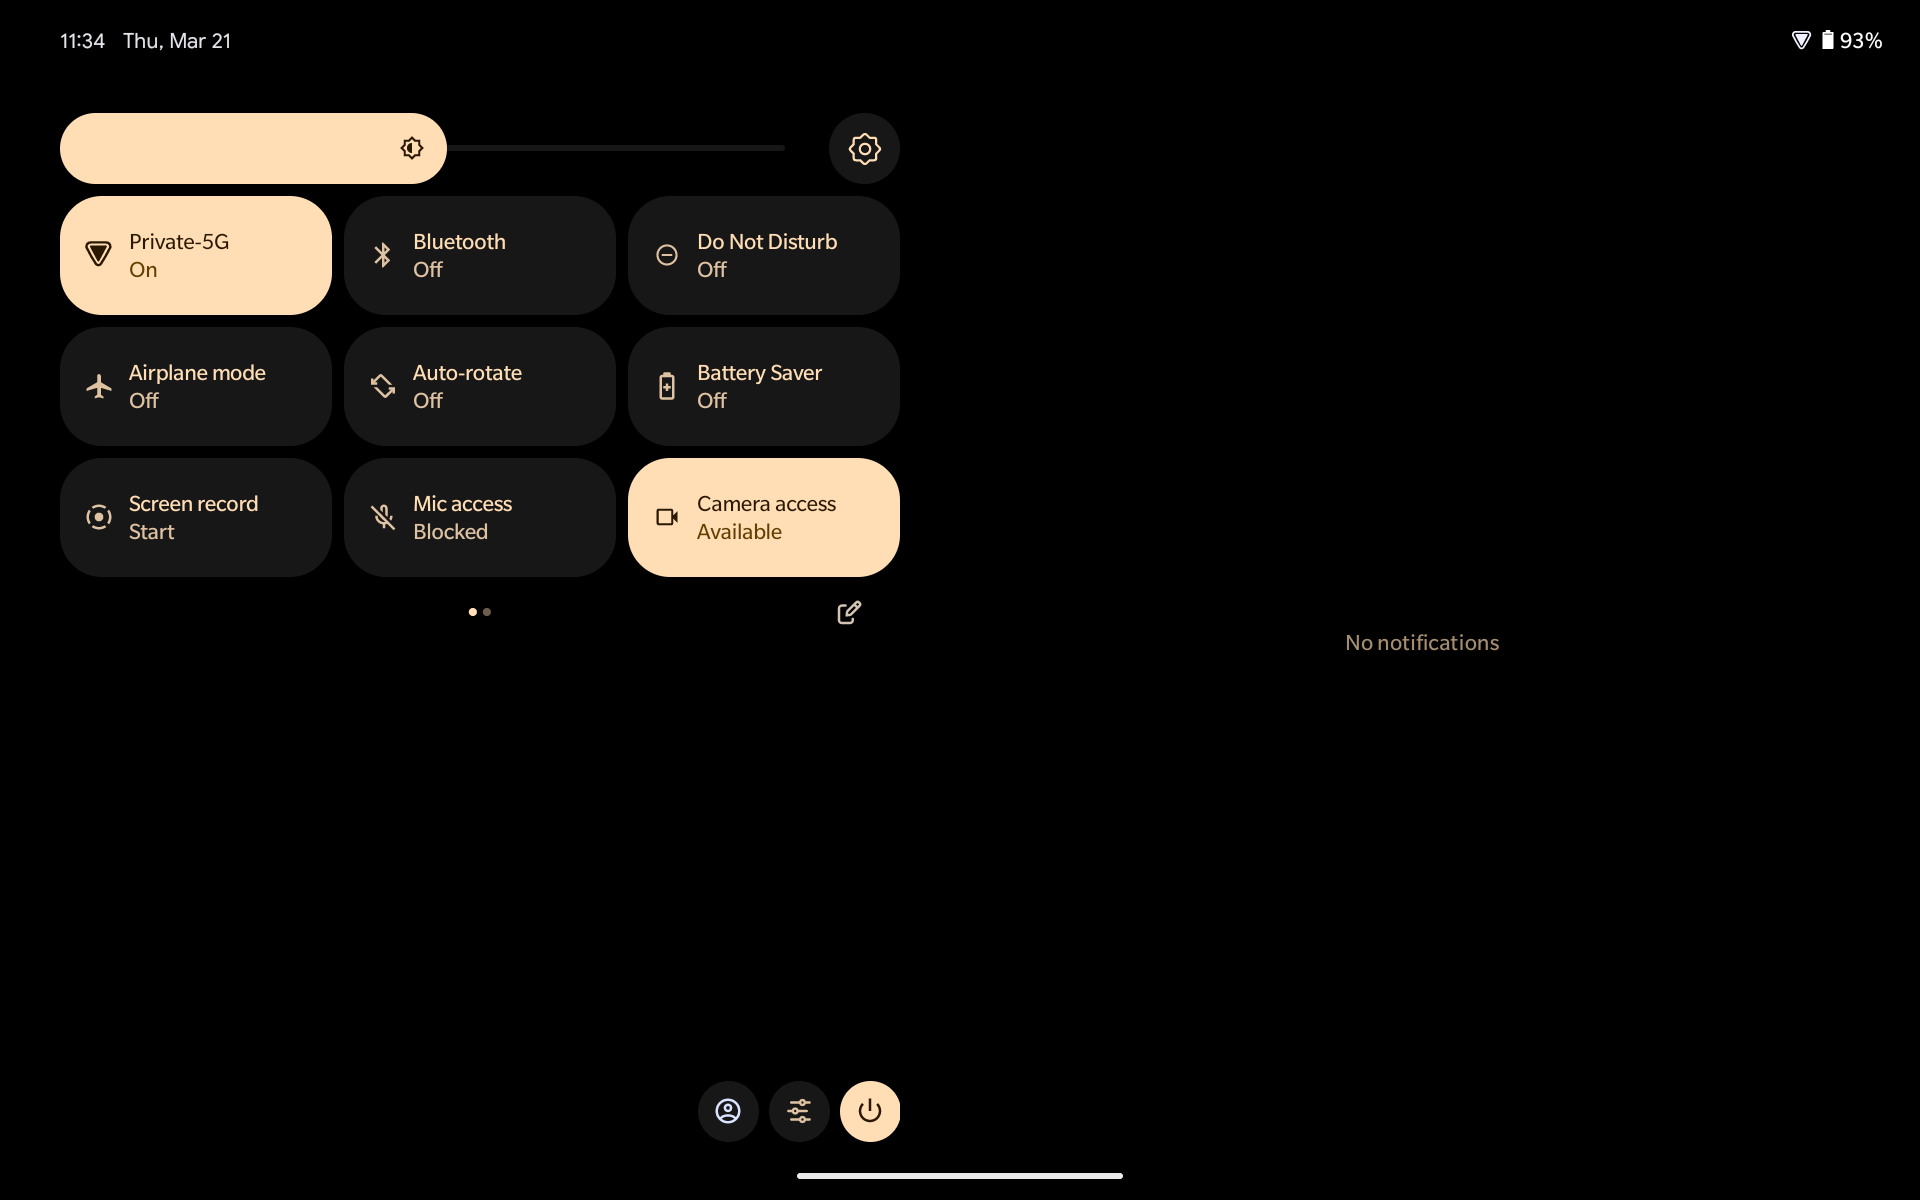 11:34 Thu, Mar 21
93%
Private-5G
On
Bluetooth
Off
Do Not Disturb
Off
Airplane mode
Off
Auto-rotate
Off
Battery Saver
Off
Screen record
Start
Mic access
Blocked
Camera access
Available
No notifications